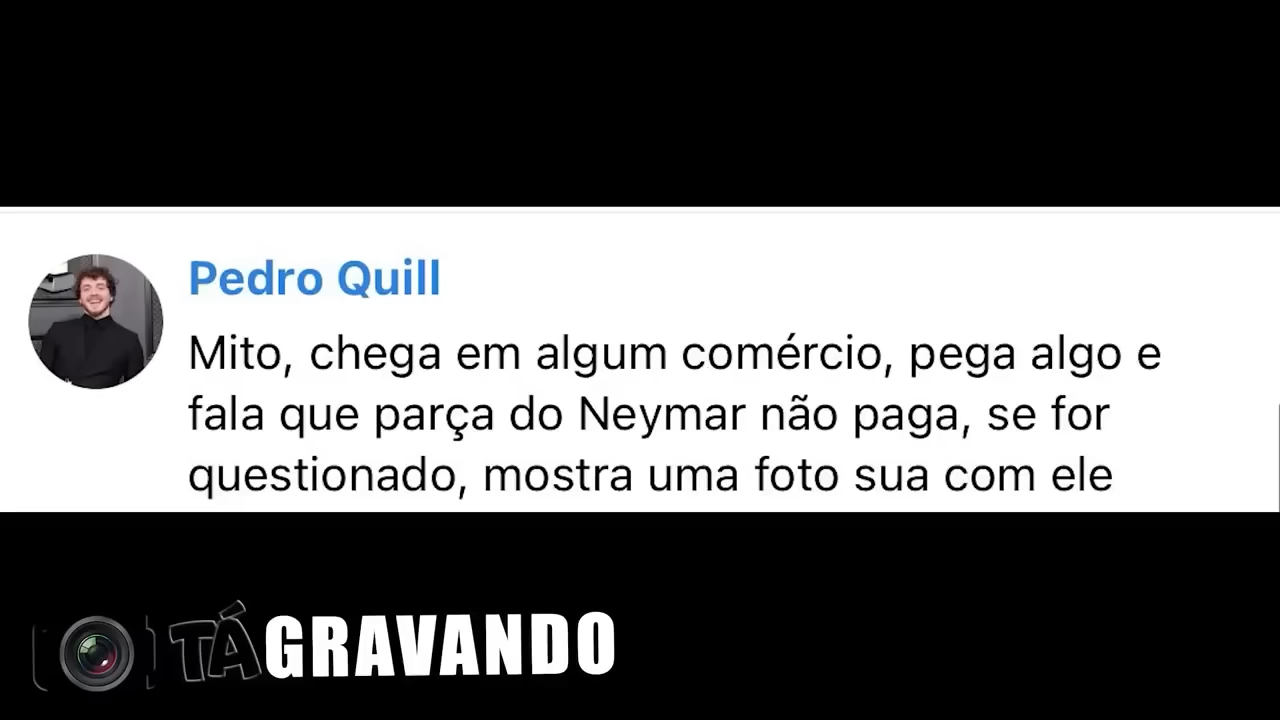 Pedro Quill
Mito, chega em algum comércio, pega algo e
fala que parça do Neymar não paga, se for
questionado, mostra uma foto sua com ele
TÁ GRAVANDO